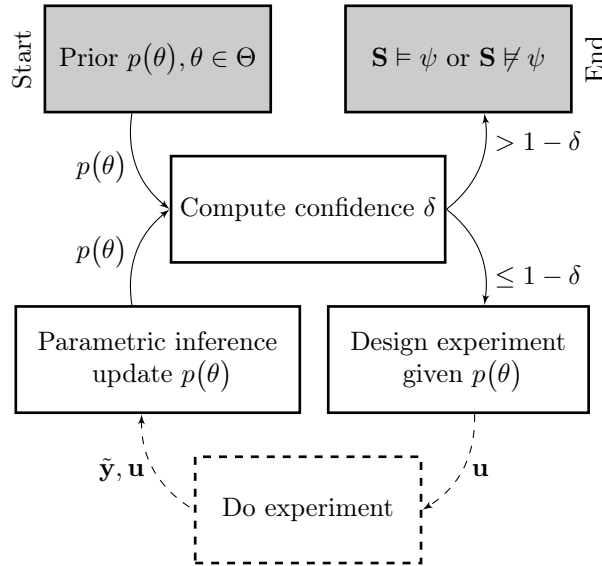 Start
Prior p(θ), θ ∈ Θ
𝐒 ⊨ ψ or 𝐒 ⊭ ψ
End
p(θ)
> 1 − δ
Compute confidence δ
p(θ)
≤ 1 − δ
Parametric inference
update p(θ)
Design experiment
given p(θ)
ỹ, u
u
Do experiment